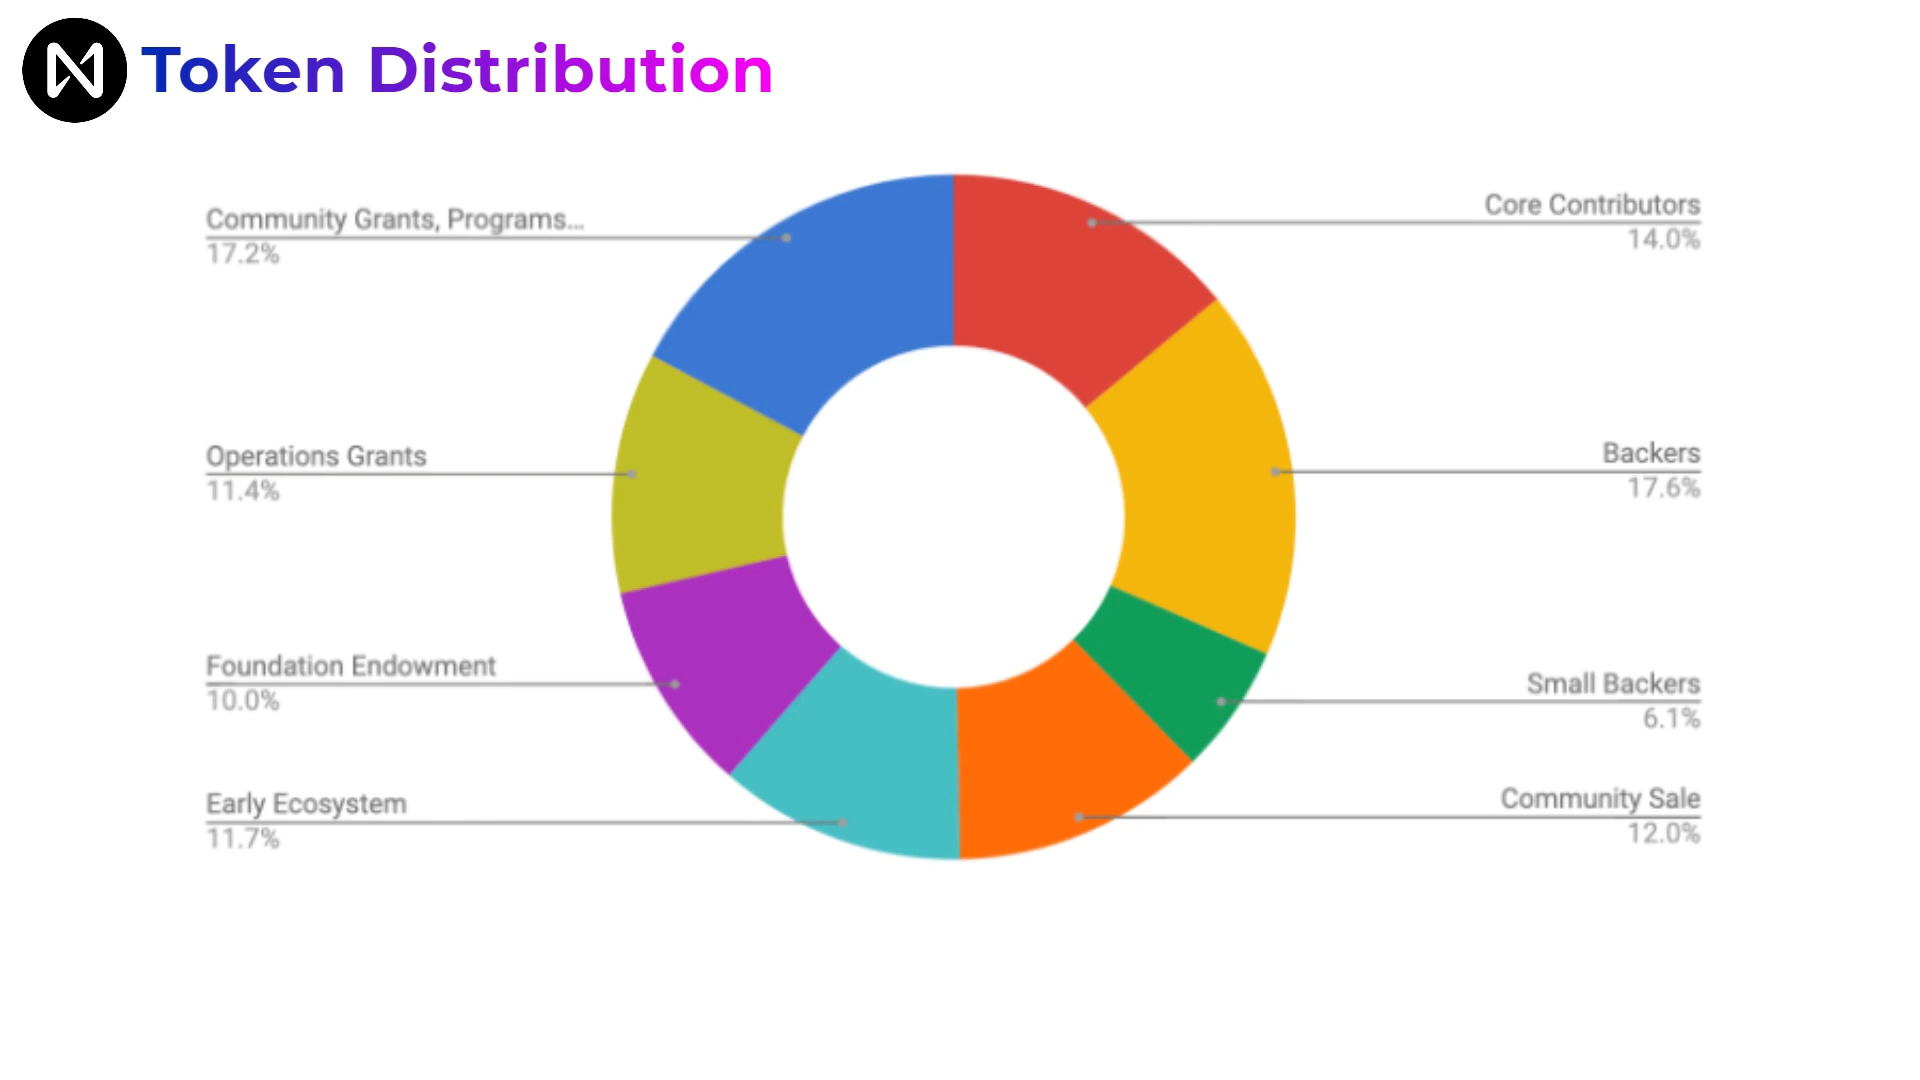 Token Distribution
Community Grants, Programs...
17.2%
Operations Grants
11.4%
Foundation Endowment
10.0%
Early Ecosystem
11.7%
Core Contributors
14.0%
Backers
17.6%
Small Backers
6.1%
Community Sale
12.0%